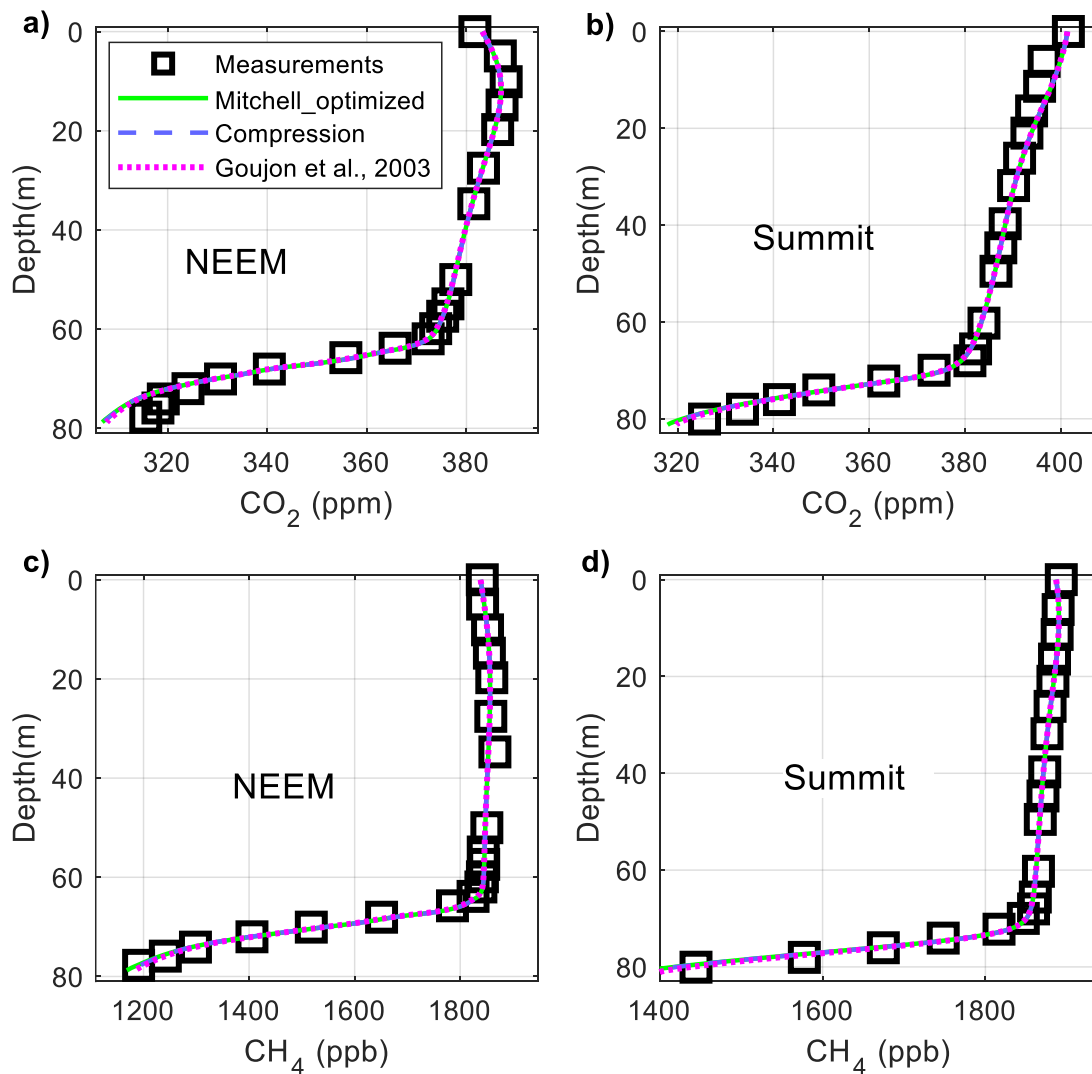 a)
0
20
40
60
80
Depth(m)
Measurements
Mitchell_optimized
Compression
Goujon et al., 2003
NEEM
320
340
360
380
CO2 (ppm)
b)
0
20
40
60
80
Depth(m)
Summit
320
340
360
380
400
CO2 (ppm)
c)
0
20
40
60
80
Depth(m)
NEEM
1200
1400
1600
1800
CH4 (ppb)
d)
0
20
40
60
80
Depth(m)
Summit
1400
1600
1800
CH4 (ppb)